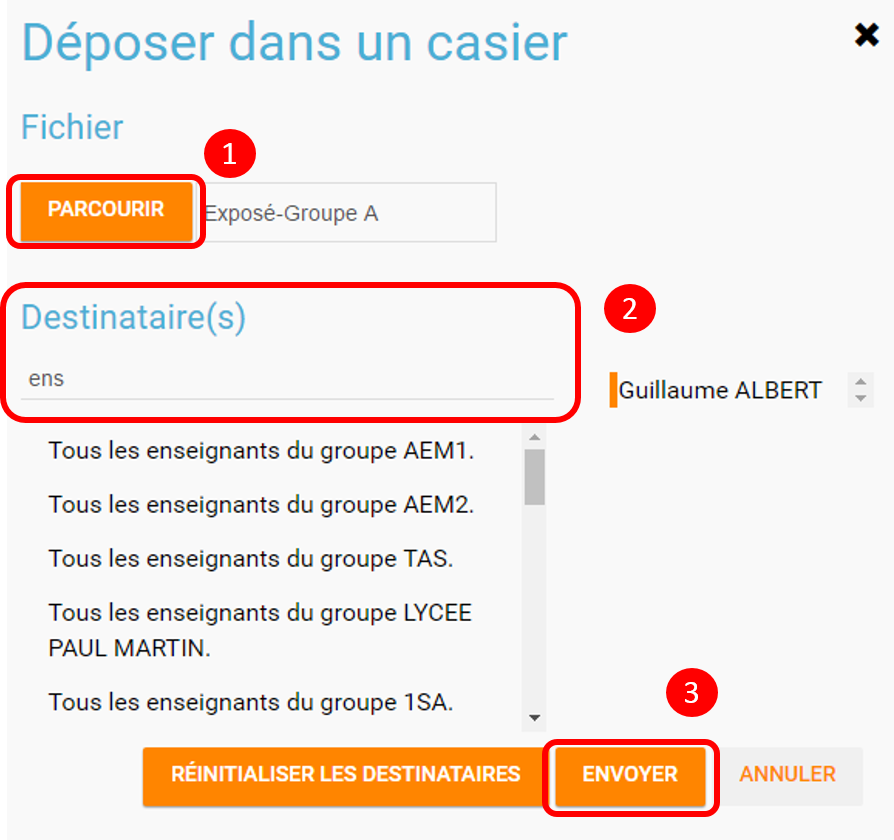 Déposer dans un casier
Fichier
1
PARCOURIR
Exposé-Groupe A
Destinataire(s)
2
ens
Guillaume ALBERT
Tous les enseignants du groupe AEM1.
Tous les enseignants du groupe AEM2.
Tous les enseignants du groupe TAS.
Tous les enseignants du groupe LYCEE
PAUL MARTIN.
Tous les enseignants du groupe 1SA.
3
RÉINITIALISER LES DESTINATAIRES
ENVOYER
ANNULER